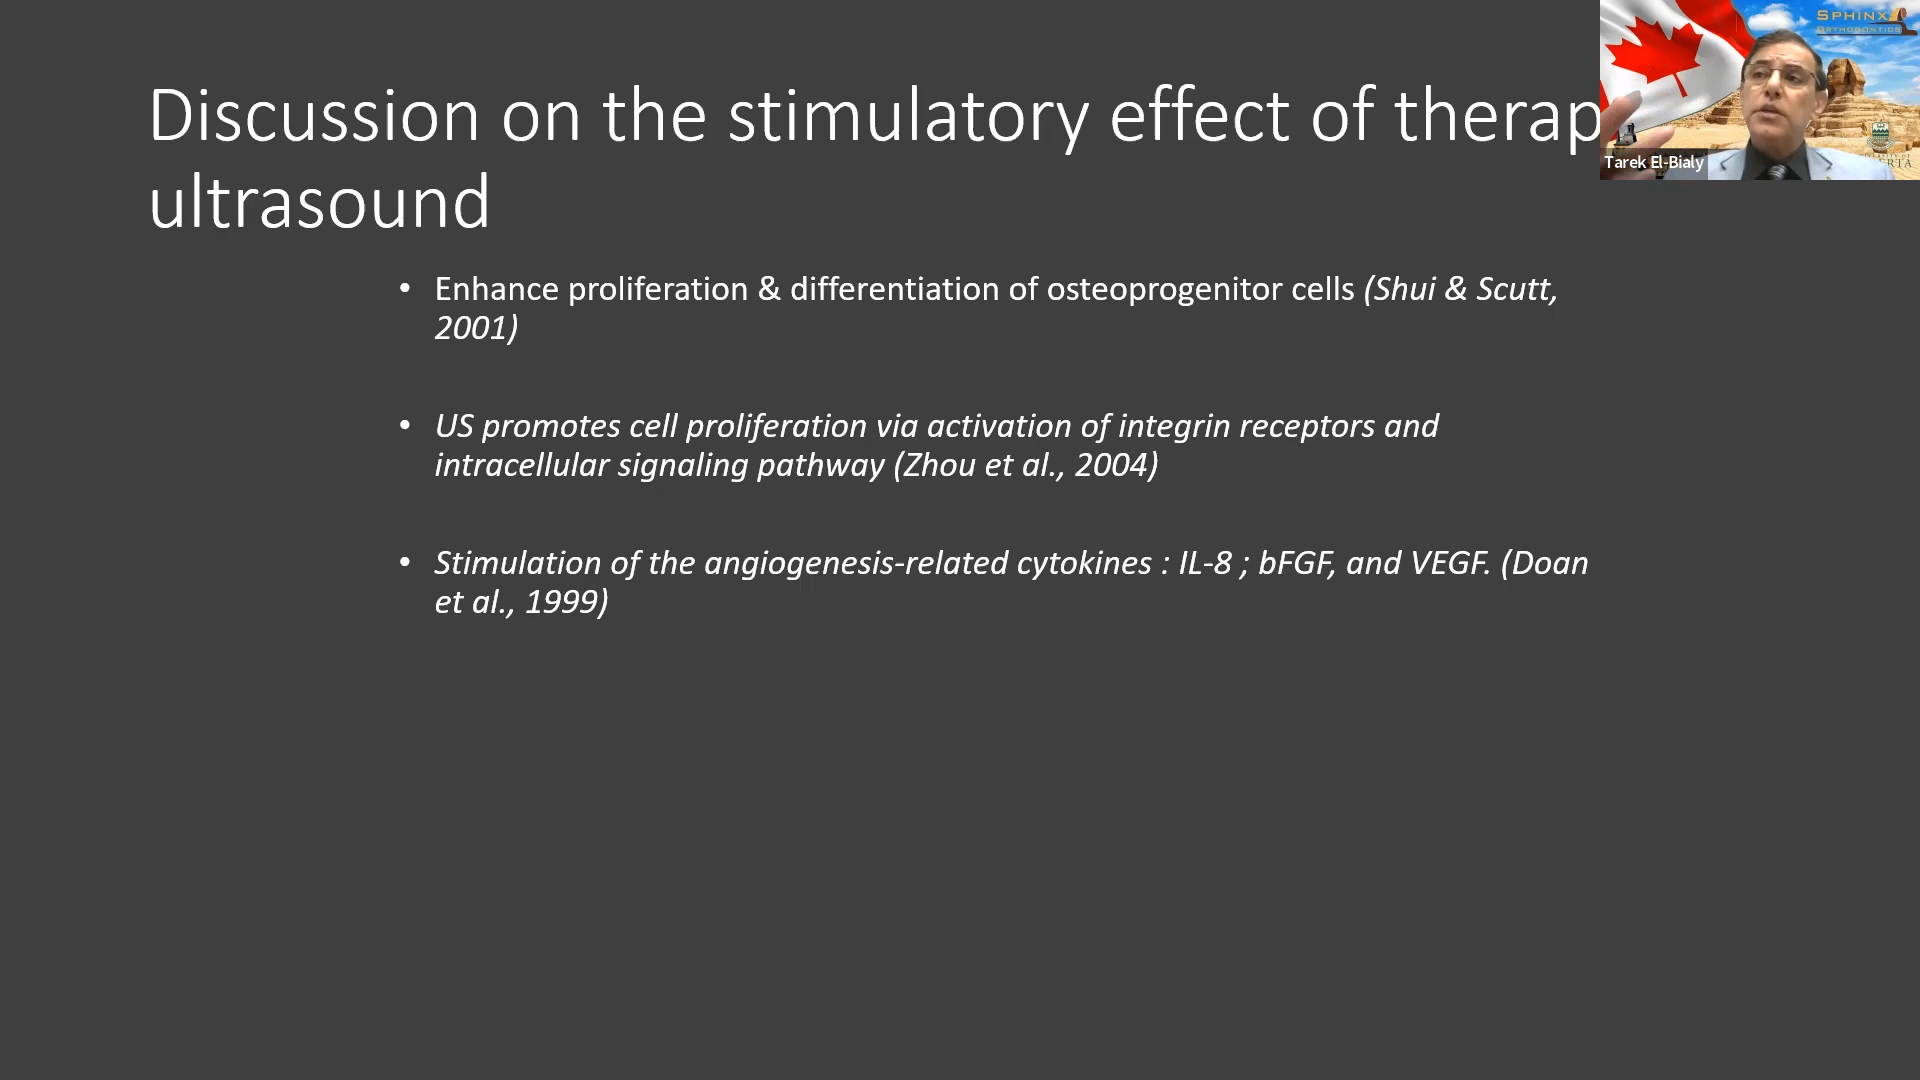 Discussion on the stimulatory effect of therap
ultrasound
• Enhance proliferation & differentiation of osteoprogenitor cells (Shui & Scutt,
2001)
• US promotes cell proliferation via activation of integrin receptors and
intracellular signaling pathway (Zhou et al., 2004)
• Stimulation of the angiogenesis-related cytokines : IL-8 ; bFGF, and VEGF. (Doan
et al., 1999)
SPHINX
ORTHODONTICS
Tarek El-Bialy